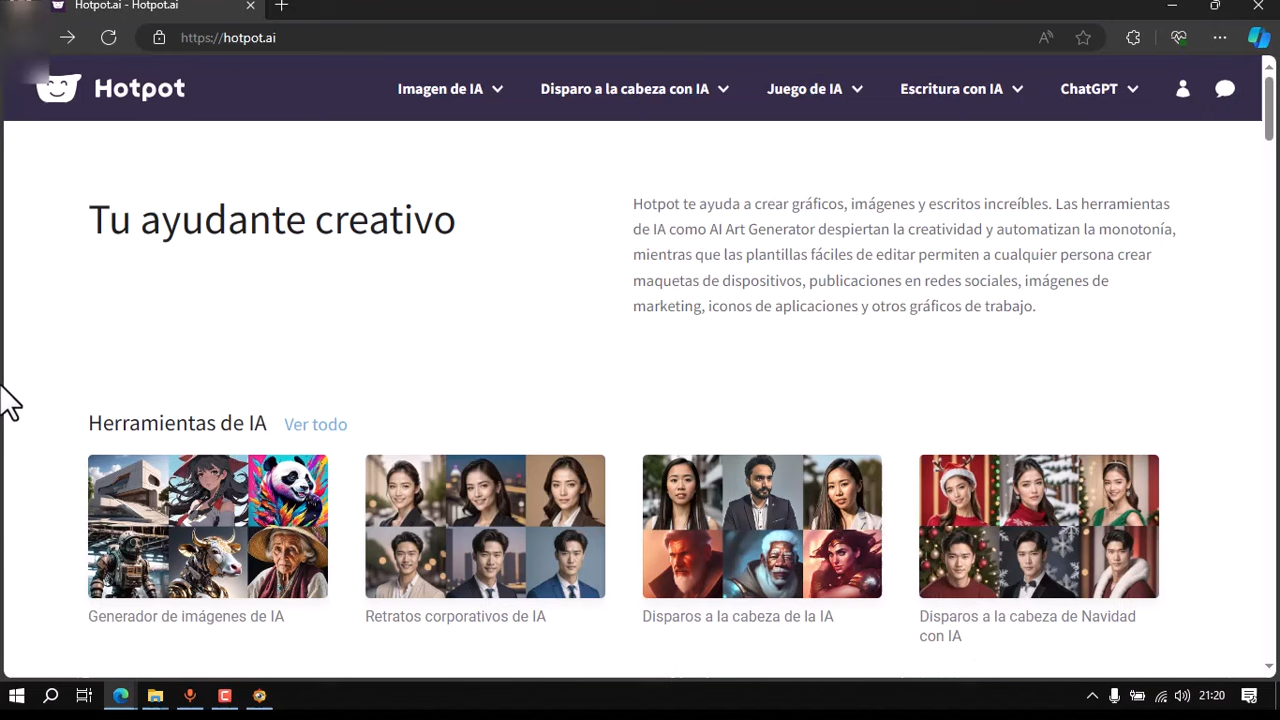 Hotpot.ai - Hotpot.ai
https://hotpot.ai
Hotpot
Imagen de IA
Disparo a la cabeza con IA
Juego de IA
Escritura con IA
ChatGPT
Tu ayudante creativo
Hotpot te ayuda a crear gráficos, imágenes y escritos increíbles. Las herramientas
de IA como AI Art Generator despiertan la creatividad y automatizan la monotonía,
mientras que las plantillas fáciles de editar permiten a cualquier persona crear
maquetas de dispositivos, publicaciones en redes sociales, imágenes de
marketing, iconos de aplicaciones y otros gráficos de trabajo.
Herramientas de IA Ver todo
Generador de imágenes de IA
Retratos corporativos de IA
Disparos a la cabeza de la IA
Disparos a la cabeza de Navidad
con IA
21:20